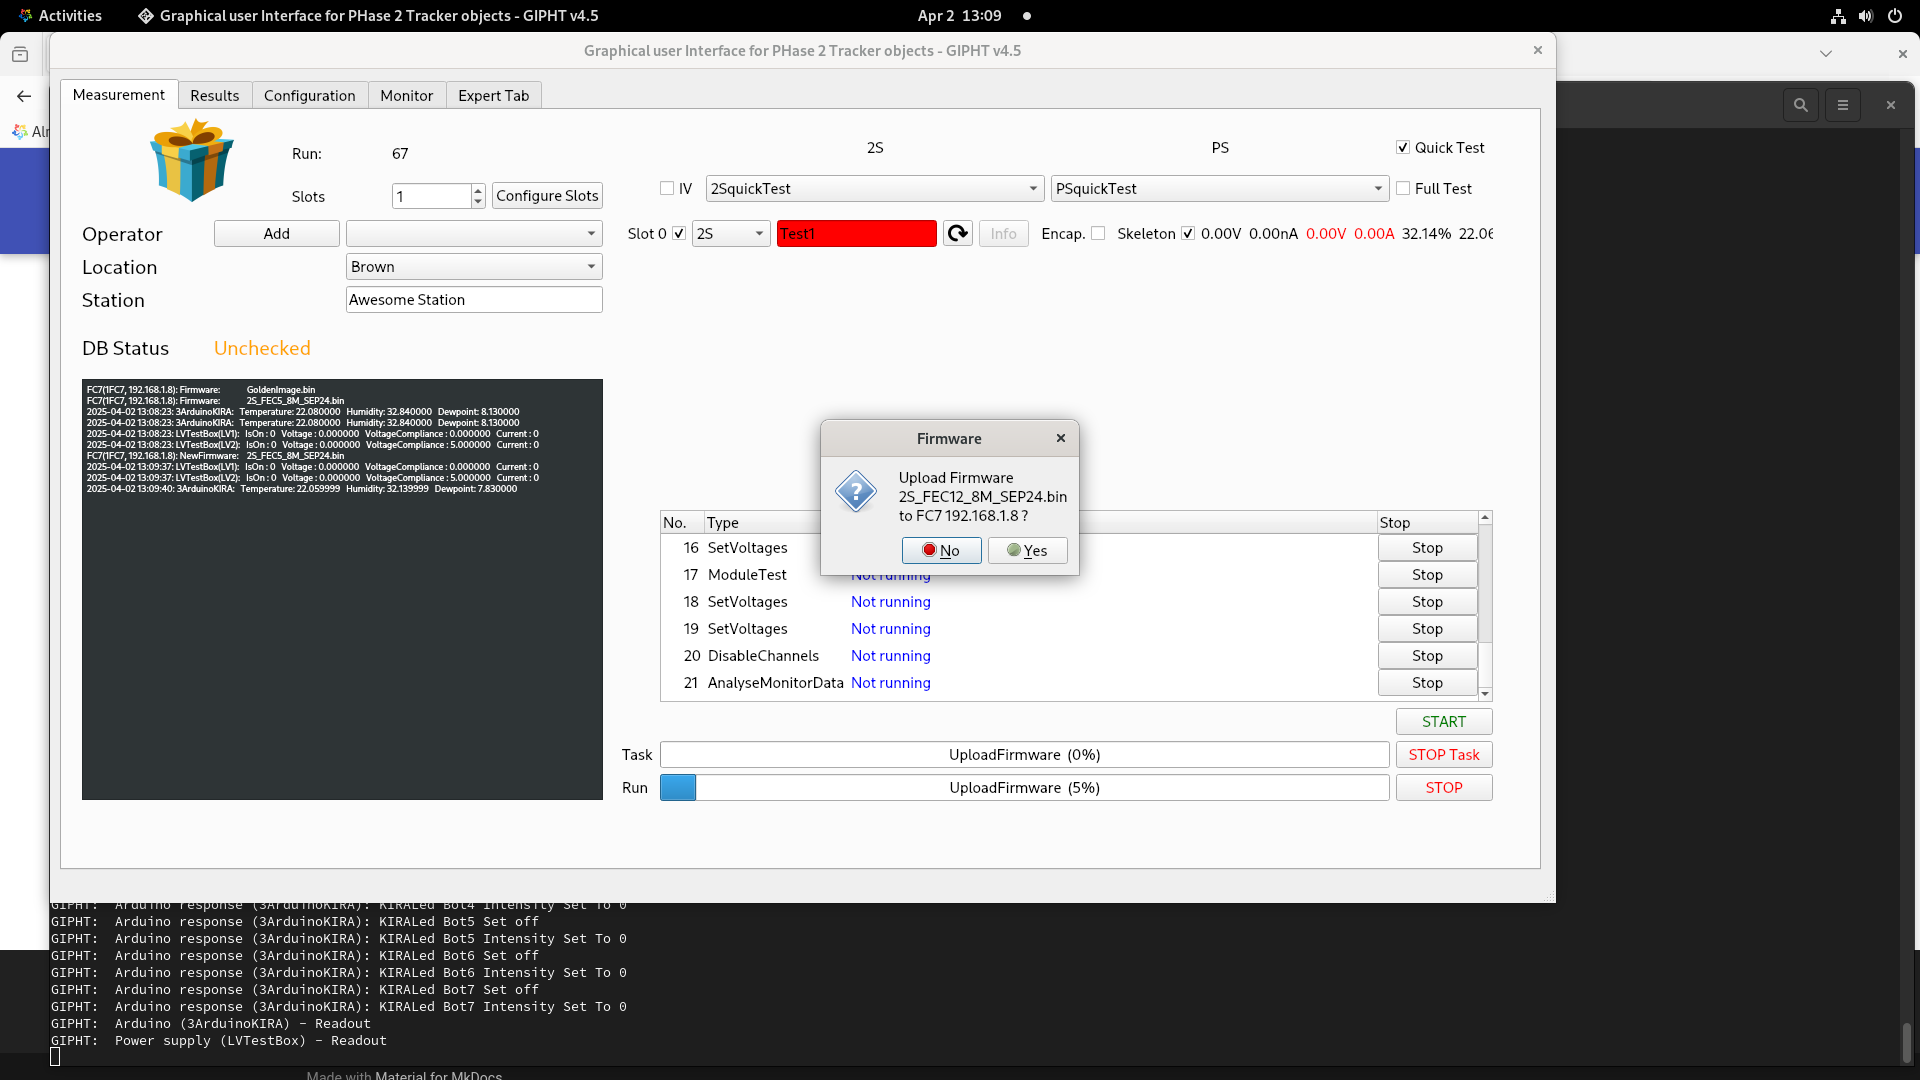 Activities
Graphical user Interface for PHase 2 Tracker objects - GIPHT v4.5
Apr 2 13:09
Graphical user Interface for PHase 2 Tracker objects - GIPHT v4.5
Measurement
Results
Configuration
Monitor
Expert Tab
Run:
67
2S
PS
Quick Test
Slots
1
Configure Slots
IV
2SquickTest
PSquickTest
Full Test
Operator
Add
Slot 0
2S
Test1
Info
Encap.
Skeleton
0.00V 0.00nA 0.00V 0.00A 32.14% 22.06
Location
Brown
Station
Awesome Station
DB Status
Unchecked
FC7(1FC7, 192.168.1.8): Firmware: GoldenImage.bin
FC7(1FC7, 192.168.1.8): Firmware: 2S_FEC5_8M_SEP24.bin
2025-04-02 13:08:23: 3ArduinoKIRA: Temperature: 22.080000 Humidity: 32.840000 Dewpoint: 8.130000
2025-04-02 13:08:23: 3ArduinoKIRA: Temperature: 22.080000 Humidity: 32.840000 Dewpoint: 8.130000
2025-04-02 13:08:23: LVTestBox(LV1): IsOn : 0 Voltage : 0.000000 VoltageCompliance : 0.000000 Current : 0
2025-04-02 13:08:23: LVTestBox(LV2): IsOn : 0 Voltage : 0.000000 VoltageCompliance : 5.000000 Current : 0
FC7(1FC7, 192.168.1.8): NewFirmware: 2S_FEC5_8M_SEP24.bin
2025-04-02 13:09:37: LVTestBox(LV1): IsOn : 0 Voltage : 0.000000 VoltageCompliance : 0.000000 Current : 0
2025-04-02 13:09:37: LVTestBox(LV2): IsOn : 0 Voltage : 0.000000 VoltageCompliance : 5.000000 Current : 0
2025-04-02 13:09:40: 3ArduinoKIRA: Temperature: 22.059999 Humidity: 32.139999 Dewpoint: 7.830000
Firmware
Upload Firmware
2S_FEC12_8M_SEP24.bin
to FC7 192.168.1.8 ?
No
Yes
No. Type Stop
16 SetVoltages Stop
17 ModuleTest Not running Stop
18 SetVoltages Not running Stop
19 SetVoltages Not running Stop
20 DisableChannels Not running Stop
21 AnalyseMonitorData Not running Stop
START
Task
UploadFirmware (0%)
STOP Task
Run
UploadFirmware (5%)
STOP
GIPHT: Arduino response (3ArduinoKIRA): KIRALed Bot4 Intensity Set To 0
GIPHT: Arduino response (3ArduinoKIRA): KIRALed Bot5 Set off
GIPHT: Arduino response (3ArduinoKIRA): KIRALed Bot5 Intensity Set To 0
GIPHT: Arduino response (3ArduinoKIRA): KIRALed Bot6 Set off
GIPHT: Arduino response (3ArduinoKIRA): KIRALed Bot6 Intensity Set To 0
GIPHT: Arduino response (3ArduinoKIRA): KIRALed Bot7 Set off
GIPHT: Arduino response (3ArduinoKIRA): KIRALed Bot7 Intensity Set To 0
GIPHT: Arduino (3ArduinoKIRA) - Readout
GIPHT: Power supply (LVTestBox) - Readout
Made with Material for MkDocs